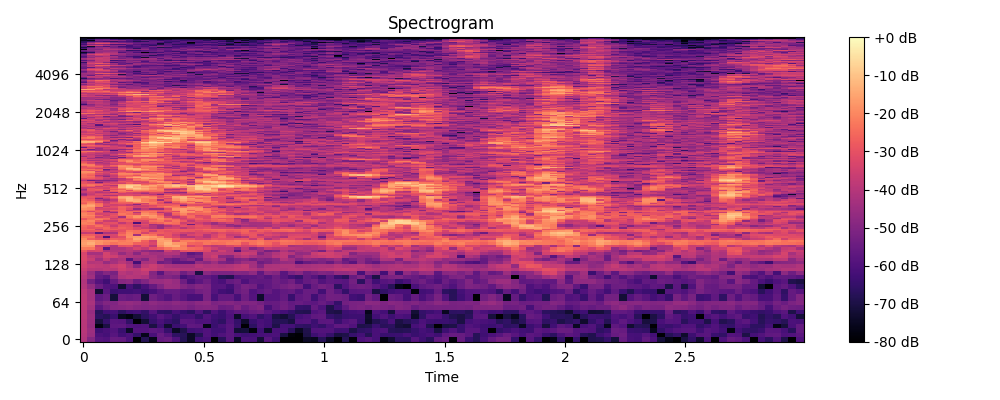 Spectrogram
Hz
4096
2048
1024
512
256
128
64
0
0
0.5
1
1.5
2
2.5
Time
+0 dB
-10 dB
-20 dB
-30 dB
-40 dB
-50 dB
-60 dB
-70 dB
-80 dB